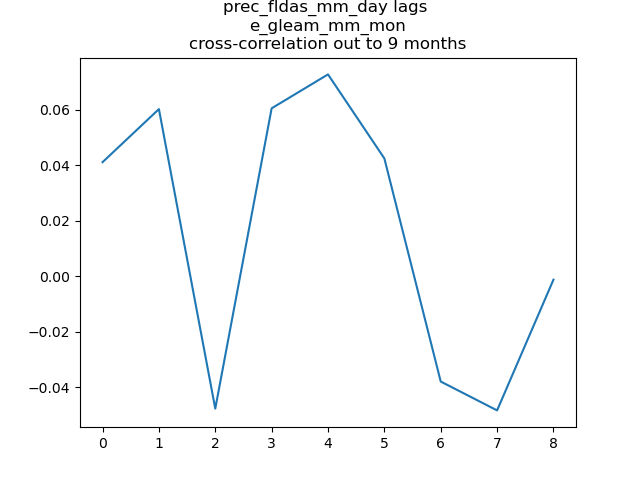 prec_fldas_mm_day lags
e_gleam_mm_mon
cross-correlation out to 9 months
0.06
0.04
0.02
0.00
−0.02
−0.04
0 1 2 3 4 5 6 7 8